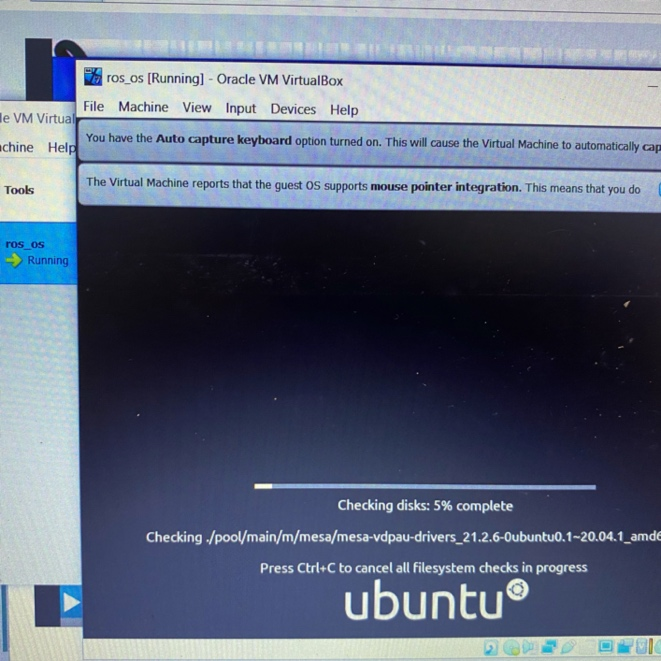 ros_os [Running] - Oracle VM VirtualBox
File Machine View Input Devices Help
le VM Virtual
achine Help
You have the Auto capture keyboard option turned on. This will cause the Virtual Machine to automatically cap
The Virtual Machine reports that the guest OS supports mouse pointer integration. This means that you do
Tools
ros_os
Running
Checking disks: 5% complete
Checking ./pool/main/m/mesa/mesa-vdpau-drivers_21.2.6-0ubuntu0.1~20.04.1_amd6
Press Ctrl+C to cancel all filesystem checks in progress
ubuntu